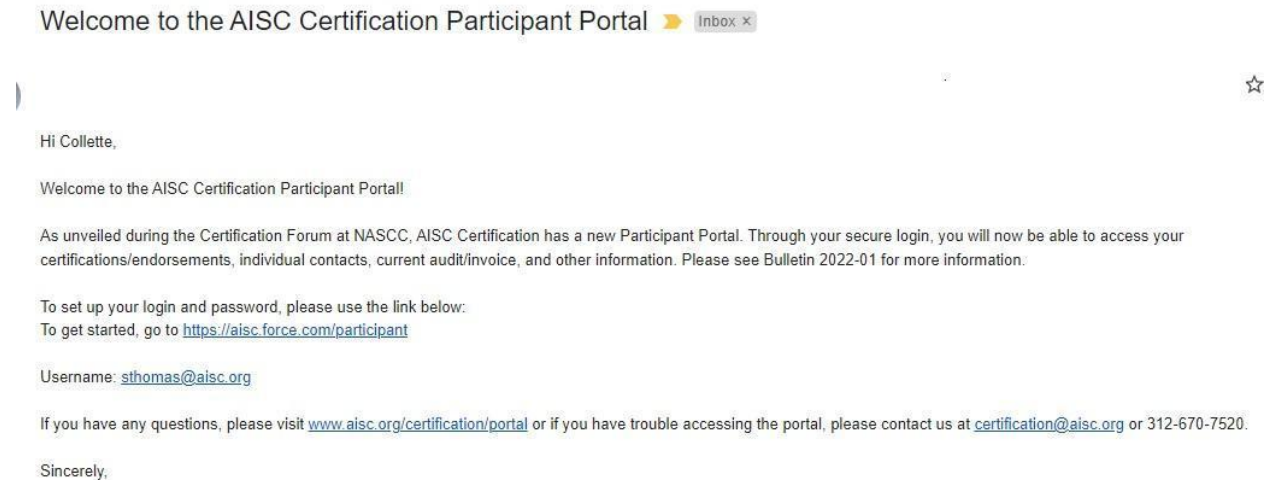 Welcome to the AISC Certification Participant Portal Inbox ×
Hi Collette,
Welcome to the AISC Certification Participant Portal!
As unveiled during the Certification Forum at NASCC, AISC Certification has a new Participant Portal. Through your secure login, you will now be able to access your
certifications/endorsements, individual contacts, current audit/invoice, and other information. Please see Bulletin 2022-01 for more information.
To set up your login and password, please use the link below:
To get started, go to https://aisc.force.com/participant
Username: sthomas@aisc.org
If you have any questions, please visit www.aisc.org/certification/portal or if you have trouble accessing the portal, please contact us at certification@aisc.org or 312-670-7520.
Sincerely,